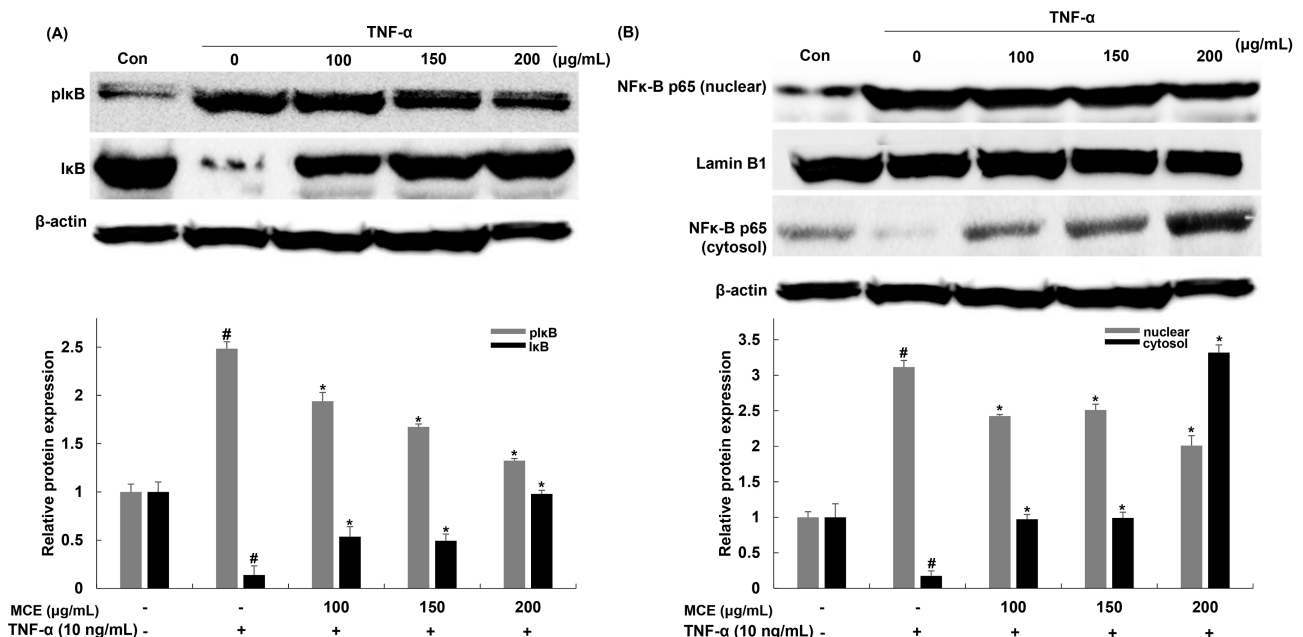 (A)
TNF-α
Con 0 100 150 200 (μg/mL)
pIκB
IκB
β-actin
Relative protein expression
2.5
2
1.5
1
0.5
0
pIκB
IκB
# * * * 
# * * *
MCE (μg/mL) - - 100 150 200
TNF-α (10 ng/mL) - + + + +
(B)
TNF-α
(μg/mL)
Con 0 100 150 200
NFκ-B p65 (nuclear)
Lamin B1
NFκ-B p65
(cytosol)
β-actin
Relative protein expression
3.5
3
2.5
2
1.5
1
0.5
0
nuclear
cytosol
# * * * 
# * * *
MCE (μg/mL) - - 100 150 200
TNF-α (10 ng/mL) - + + + +